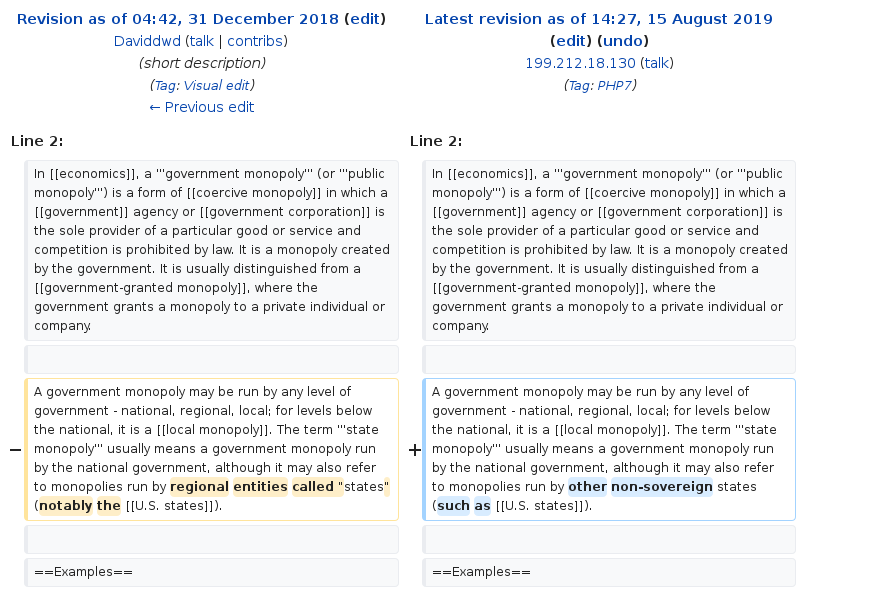 Revision as of 04:42, 31 December 2018 (edit)
Daviddwd (talk | contribs)
(short description)
(Tag: Visual edit)
← Previous edit
Latest revision as of 14:27, 15 August 2019
(edit) (undo)
199.212.18.130 (talk)
(Tag: PHP7)
Line 2:
Line 2:
In [[economics]], a '''government monopoly''' (or '''public
monopoly''') is a form of [[coercive monopoly]] in which a
[[government]] agency or [[government corporation]] is
the sole provider of a particular good or service and
competition is prohibited by law. It is a monopoly created
by the government. It is usually distinguished from a
[[government-granted monopoly]], where the
government grants a monopoly to a private individual or
company.
In [[economics]], a '''government monopoly''' (or '''public
monopoly''') is a form of [[coercive monopoly]] in which a
[[government]] agency or [[government corporation]] is
the sole provider of a particular good or service and
competition is prohibited by law. It is a monopoly created
by the government. It is usually distinguished from a
[[government-granted monopoly]], where the
government grants a monopoly to a private individual or
company.
−
A government monopoly may be run by any level of
government - national, regional, local; for levels below
the national, it is a [[local monopoly]]. The term '''state
monopoly''' usually means a government monopoly run
by the national government, although it may also refer
to monopolies run by regional entities called "states"
(notably the [[U.S. states]]).
+
A government monopoly may be run by any level of
government - national, regional, local; for levels below
the national, it is a [[local monopoly]]. The term '''state
monopoly''' usually means a government monopoly run
by the national government, although it may also refer
to monopolies run by other non-sovereign states
(such as [[U.S. states]]).
==Examples==
==Examples==